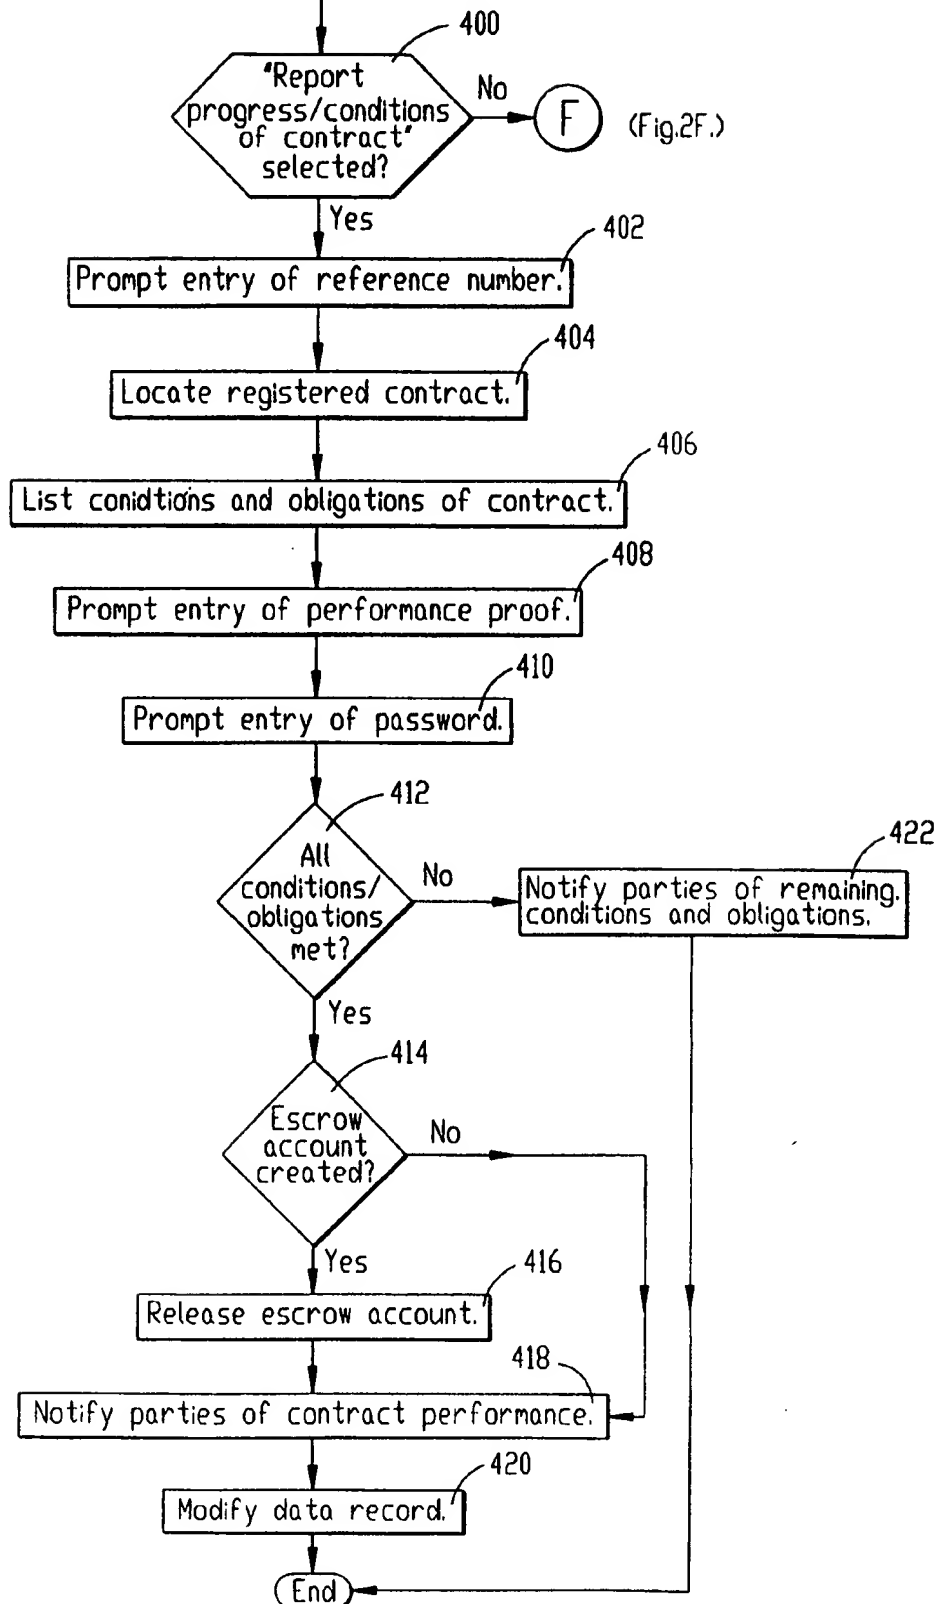 400
"Report
progress/conditions
of contract"
selected?
No
F
(Fig.2F.)
Yes
402
Prompt entry of reference number.
404
Locate registered contract.
406
List conidtions and obligations of contract.
408
Prompt entry of performance proof.
410
Prompt entry of password.
412
All
conditions/
obligations
met?
No
422
Notify parties of remaining.
conditions and obligations.
Yes
414
Escrow
account
created?
No
Yes
416
Release escrow account.
418
Notify parties of contract performance.
420
Modify data record.
End